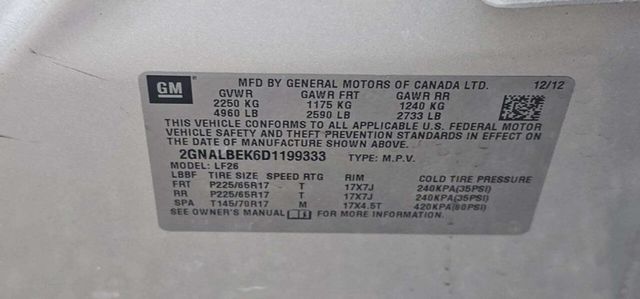 GM MFD BY GENERAL MOTORS OF CANADA LTD. 12/12
GVWR GAWR FRT GAWR RR
2250 KG 1175 KG 1240 KG
4960 LB 2590 LB 2733 LB
THIS VEHICLE CONFORMS TO ALL APPLICABLE U.S. FEDERAL MOTOR
VEHICLE SAFETY AND THEFT PREVENTION STANDARDS IN EFFECT ON
THE DATE OF MANUFACTURE SHOWN ABOVE.
2GNALBEK6D1199333 TYPE: M.P.V.
MODEL: LF26
LBBF TIRE SIZE SPEED RTG RIM COLD TIRE PRESSURE
FRT P225/65R17 T 17X7J 240KPA(35PSI)
RR P225/65R17 T 17X7J 240KPA(35PSI)
SPA T145/70R17 M 17X4.5T 420KPA(60PSI)
SEE OWNER'S MANUAL FOR MORE INFORMATION